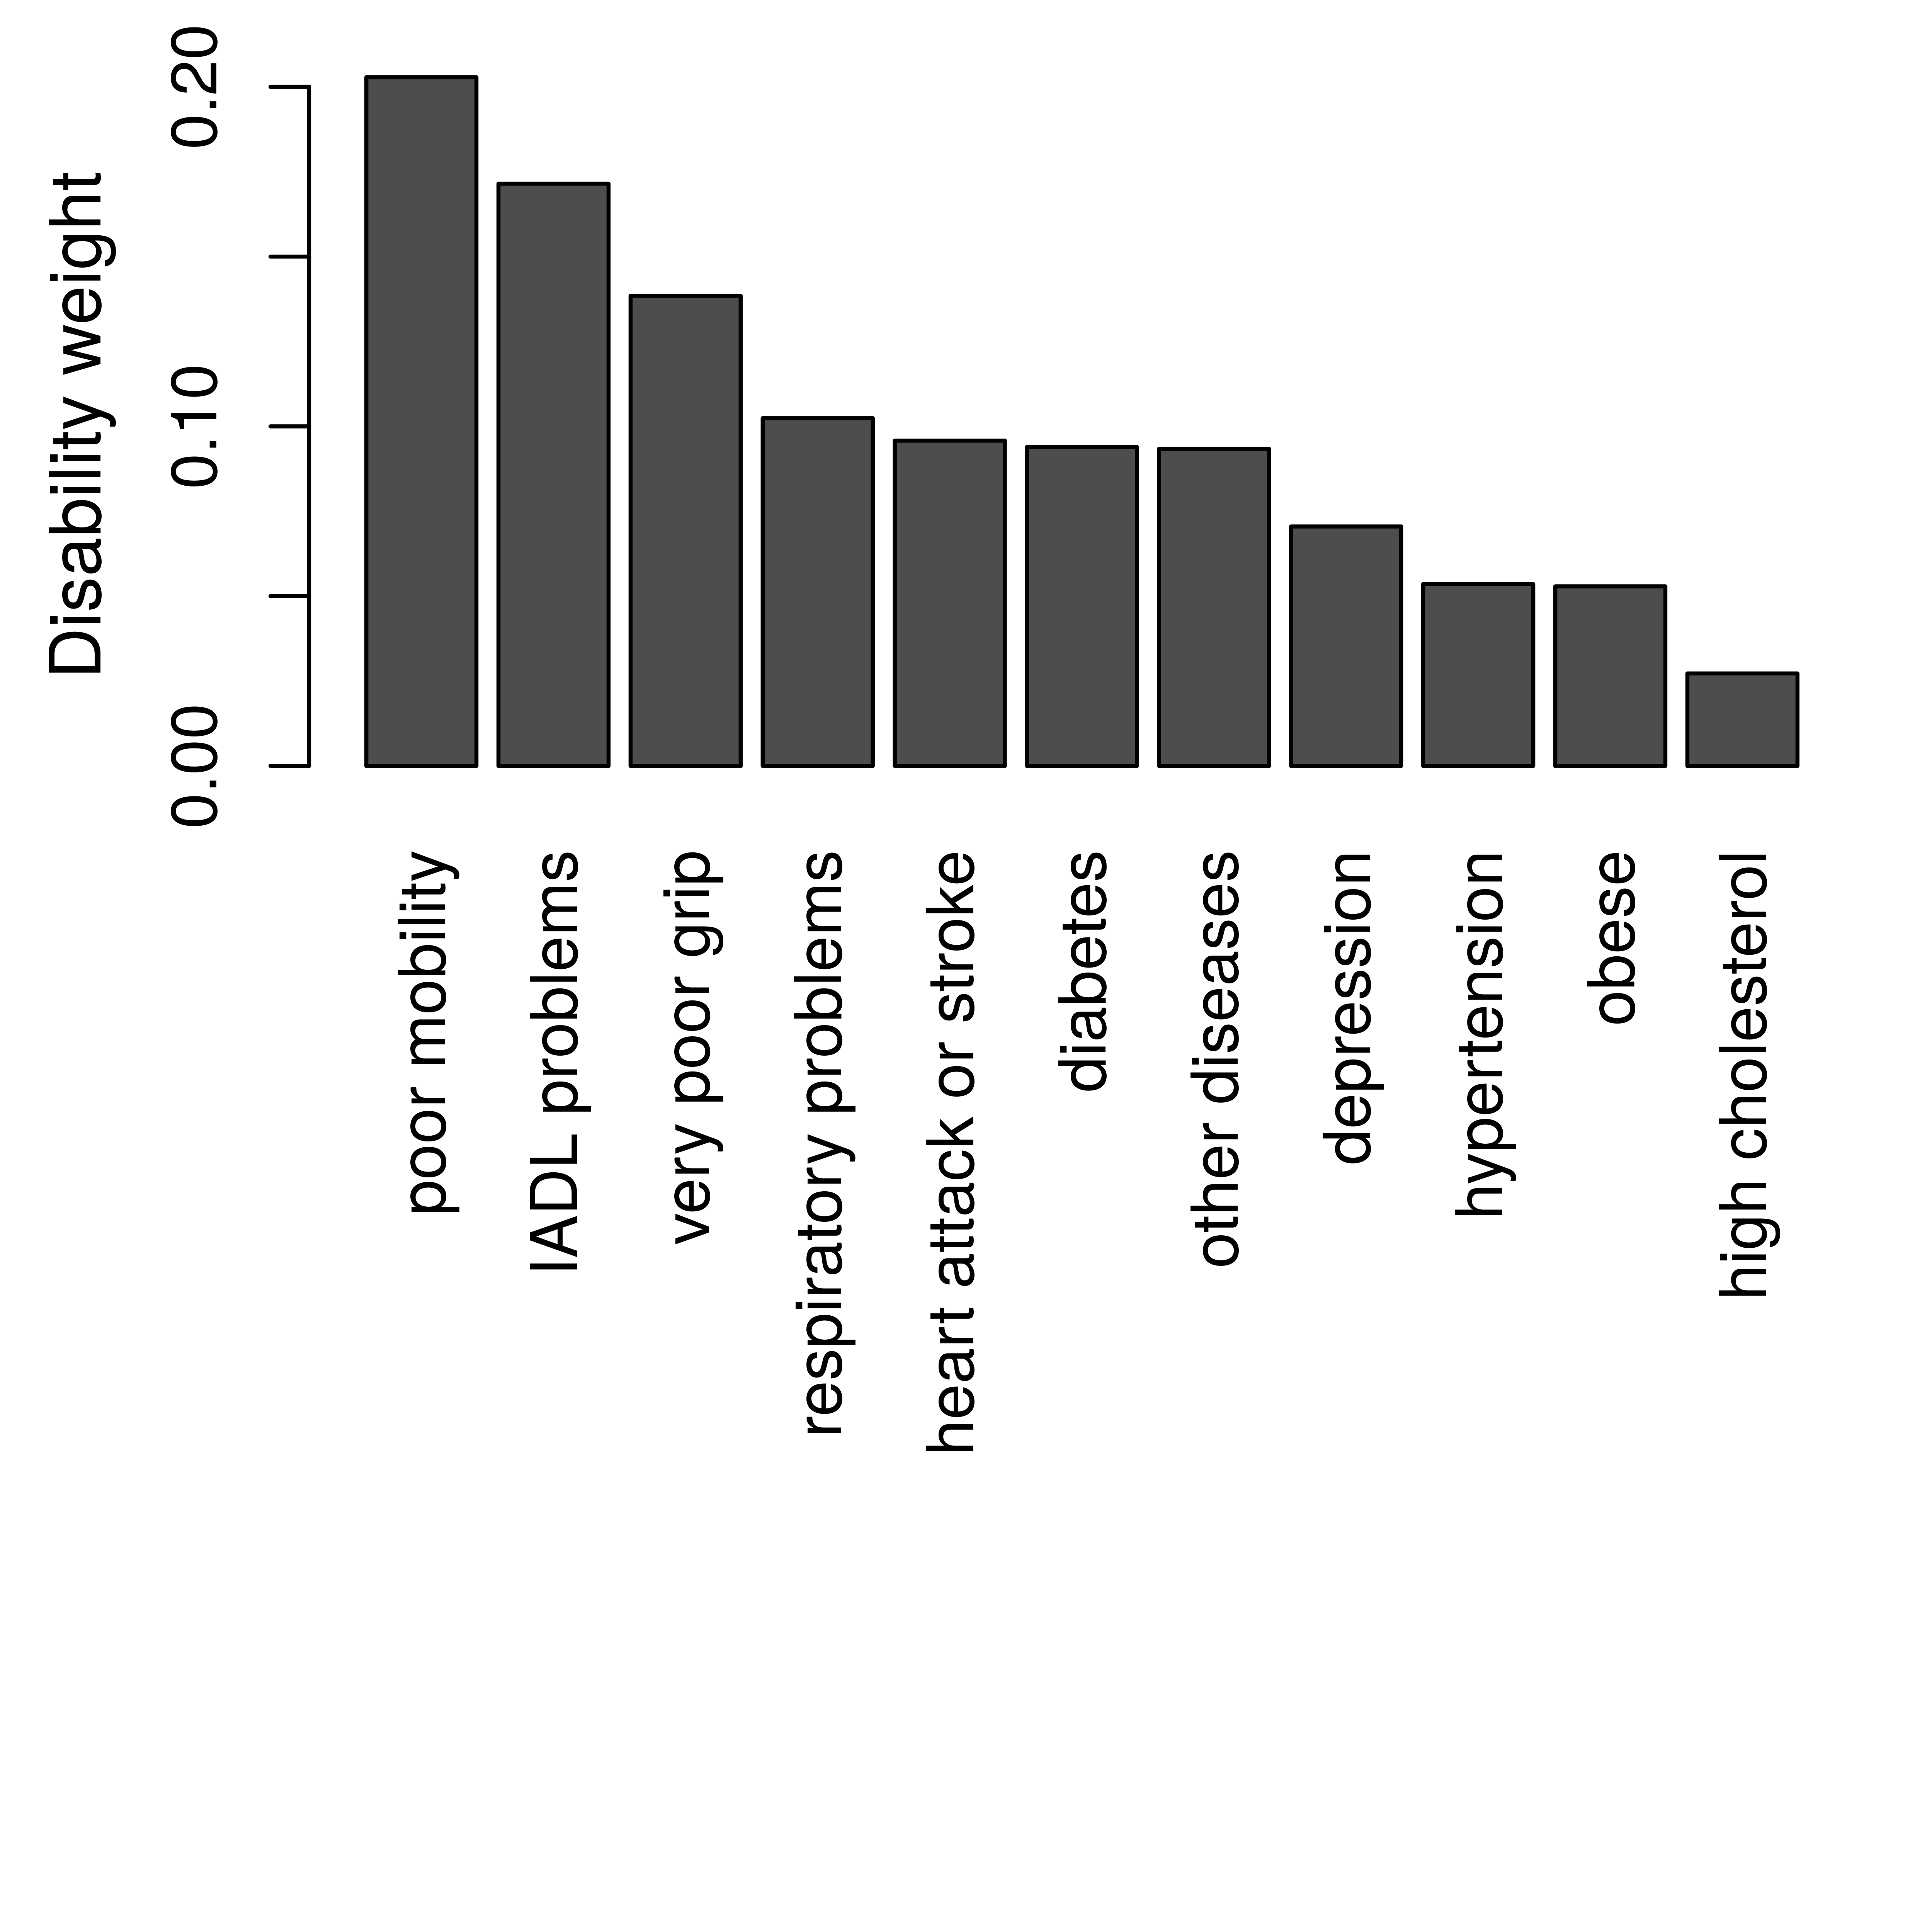 Disability weight
0.20
0.10
0.00
poor mobility
IADL problems
very poor grip
respiratory problems
heart attack or stroke
diabetes
other diseases
depression
hypertension
obese
high cholesterol